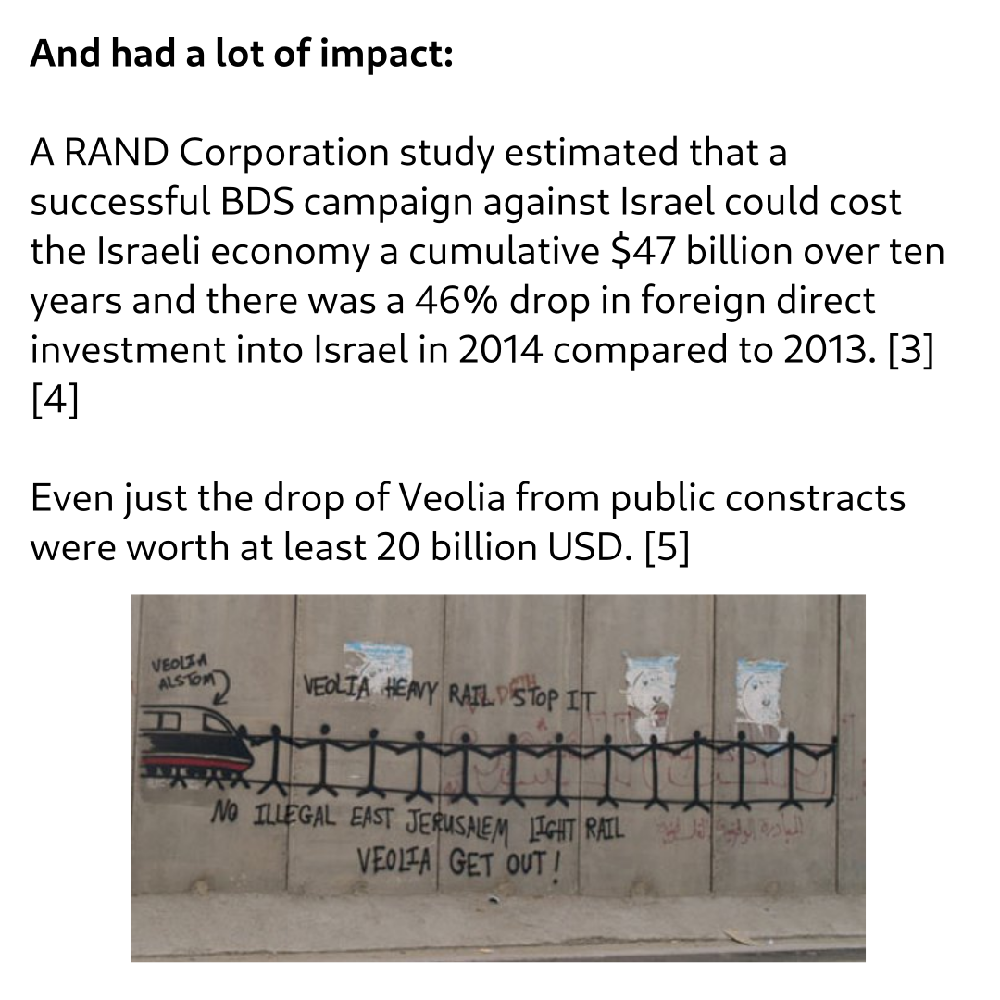 And had a lot of impact:
A RAND Corporation study estimated that a
successful BDS campaign against Israel could cost
the Israeli economy a cumulative $47 billion over ten
years and there was a 46% drop in foreign direct
investment into Israel in 2014 compared to 2013. [3]
[4]
Even just the drop of Veolia from public constracts
were worth at least 20 billion USD. [5]
VEOLIA
ALSTOM
VEOLIA HEAVY RAIL STOP IT
NO ILLEGAL EAST JERUSALEM LIGHT RAIL
VEOLIA GET OUT!